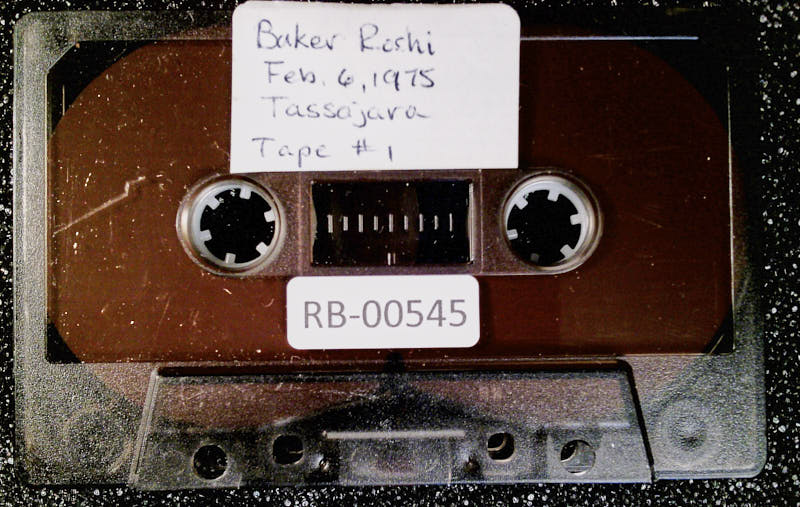 Baker Roshi
Feb. 6, 1975
Tassajara
Tape #1
RB-00545